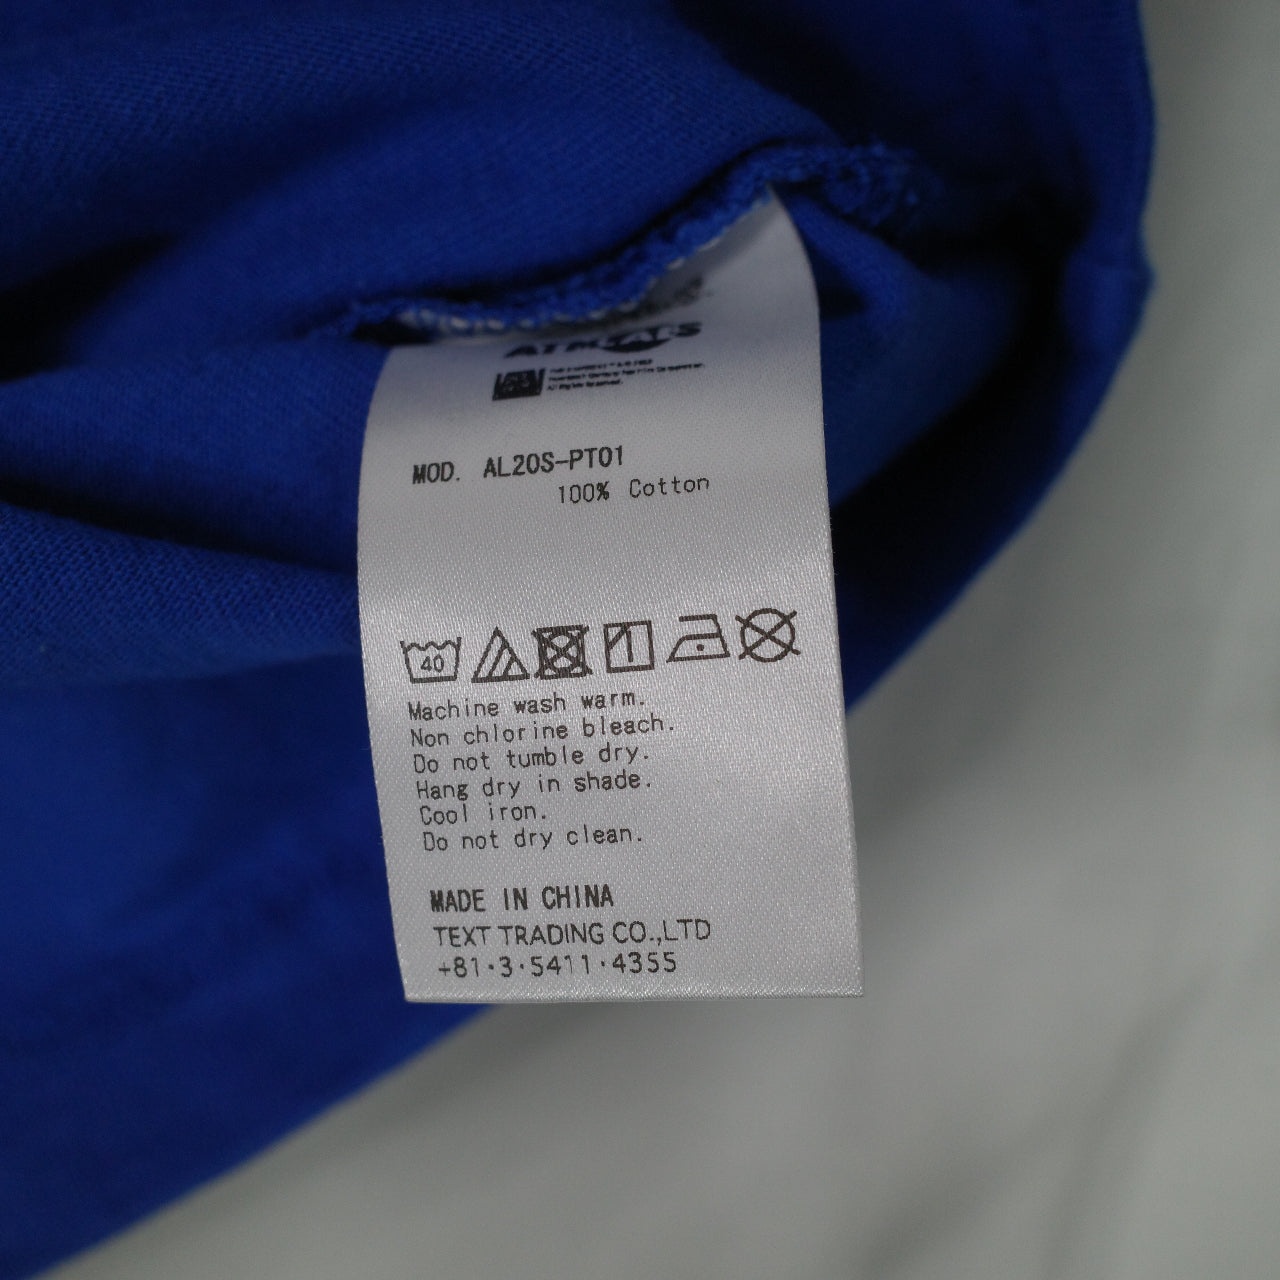 MOD. AL20S-PT01
100% Cotton
40
Machine wash warm.
Non chlorine bleach.
Do not tumble dry.
Hang dry in shade.
Cool iron.
Do not dry clean.
MADE IN CHINA
TEXT TRADING CO.,LTD
+81·3·5411·4355